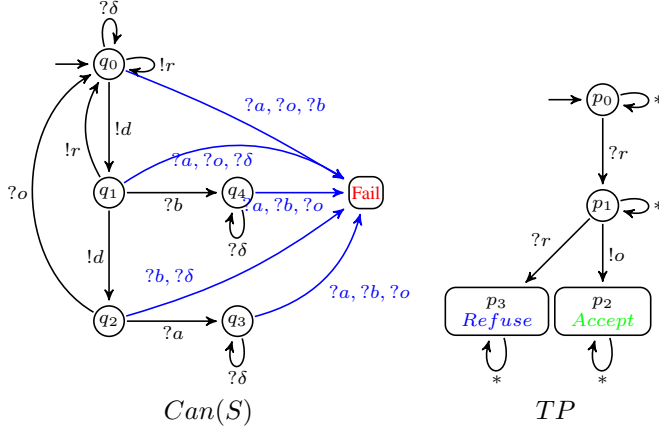 ?δ
q0
!r
?a, ?o, ?b
p0
*
!d
?r
!r
?a, ?o, ?δ
?o
q1
?b
q4
Fail
p1
*
?a, ?b, ?o
?δ
!d
?r
!o
?b, ?δ
?a, ?b, ?o
p3
Refuse
p2
Accept
q2
?a
q3
?δ
*
*
Can(S)
TP